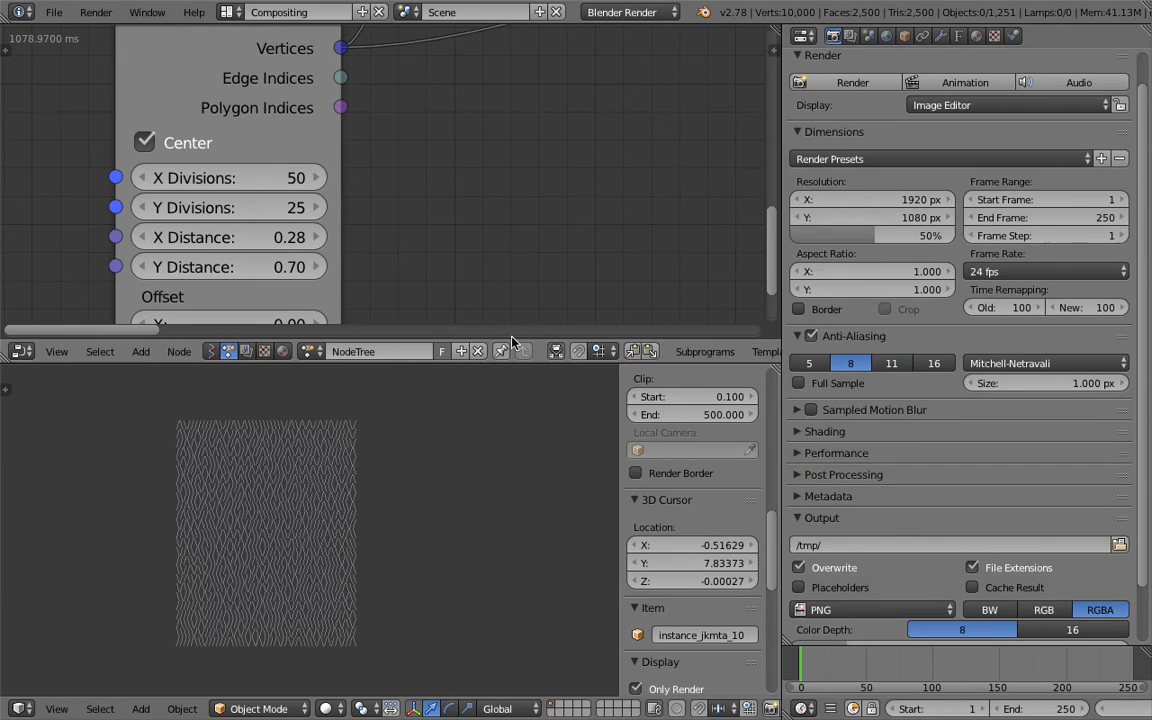 File Render Window Help Compositing Scene Blender Render v2.78 | Verts:10,000 | Faces:2,500 | Tris:2,500 | Objects:0/1,251 | Lamps:0/0 | Mem:41.13M
1078.9700 ms
Vertices
Edge Indices
Polygon Indices
Center
X Divisions: 50
Y Divisions: 25
X Distance: 0.28
Y Distance: 0.70
Offset
X: 0.00
View Select Add Node NodeTree F Subprograms Templa
Clip:
Start: 0.100
End: 500.000
Local Camera:
Render Border
3D Cursor
Location:
X: -0.51629
Y: 7.83373
Z: -0.00027
Item
instance_jkmta_10
Display
Only Render
View Select Add Object Object Mode Global
Render
Render Animation Audio
Display: Image Editor
Dimensions
Render Presets
Resolution: Frame Range:
X: 1920 px Start Frame: 1
Y: 1080 px End Frame: 250
50% Frame Step: 1
Aspect Ratio: Frame Rate:
X: 1.000 24 fps
Y: 1.000 Time Remapping:
Border Crop Old: 100 New: 100
Anti-Aliasing
5 8 11 16 Mitchell-Netravali
Full Sample Size: 1.000 px
Sampled Motion Blur
Shading
Performance
Post Processing
Metadata
Output
/tmp/
Overwrite File Extensions
Placeholders Cache Result
PNG BW RGB RGBA
Color Depth: 8 16
0 50 100 150 200 250
Start: 1 End: 250